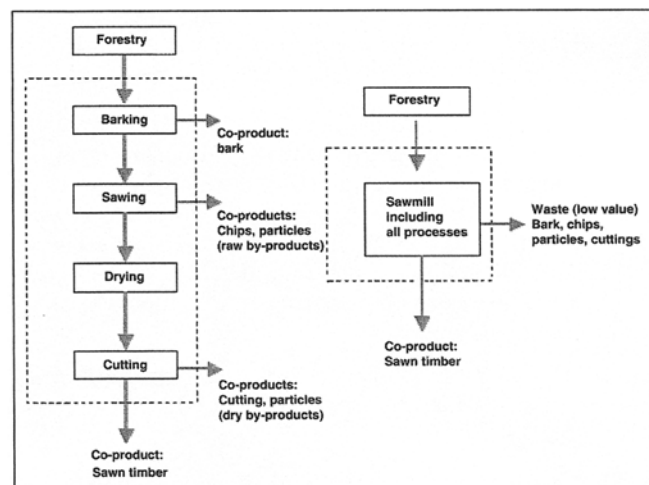 Forestry
Barking
Co-product:
bark
Sawing
Co-products:
Chips, particles
(raw by-products)
Drying
Cutting
Co-products:
Cutting, particles
(dry by-products)
Co-product:
Sawn timber
Forestry
Sawmill
including
all processes
Waste (low value)
Bark, chips,
particles, cuttings
Co-product:
Sawn timber